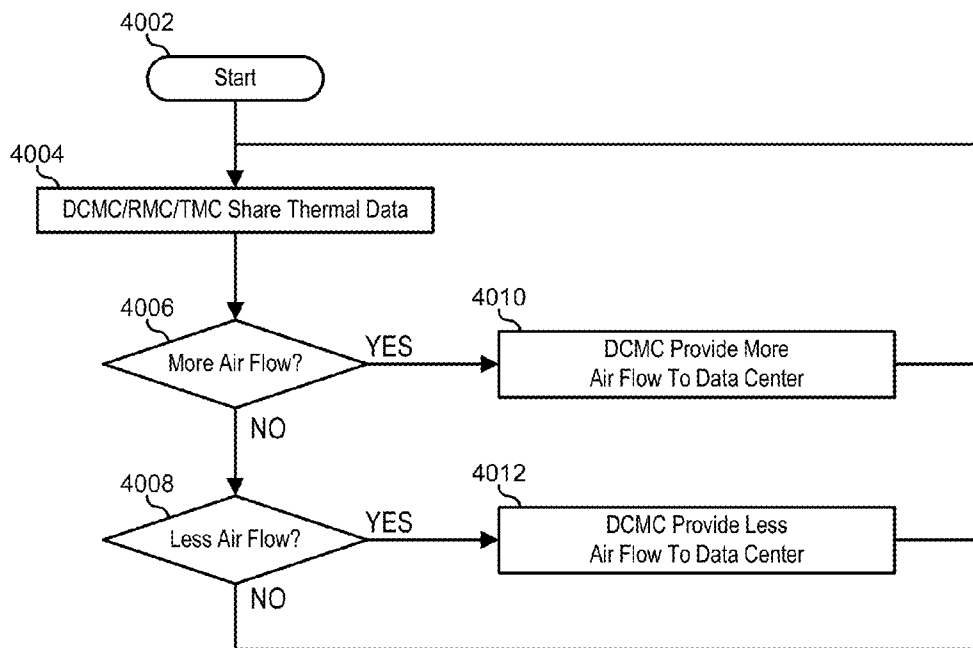 4002
Start
4004
DCMC/RMC/TMC Share Thermal Data
4006
More Air Flow?
YES
NO
4010
DCMC Provide More
Air Flow To Data Center
4008
Less Air Flow?
YES
NO
4012
DCMC Provide Less
Air Flow To Data Center